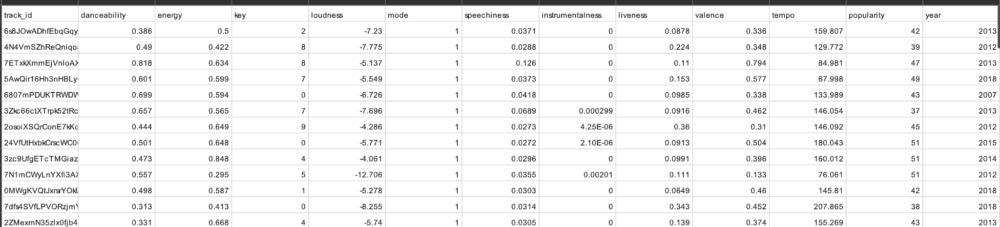 track_id danceability energy key loudness mode speechiness instrumentalness liveness valence tempo popularity year
6s8JOwADhfEbqGqy 0.386 0.5 2 -7.23 1 0.0371 0 0.0878 0.336 159.807 42 2013
4N4VmSZhReQniqo 0.49 0.422 8 -7.775 1 0.0288 0 0.224 0.348 129.772 39 2012
7ETxkXmmEjVnIoAX 0.818 0.634 8 -5.137 1 0.126 0 0.11 0.794 84.981 47 2013
5AwQir16Hh3nHBLy 0.601 0.599 7 -5.549 1 0.0373 0 0.153 0.577 67.998 49 2018
6807mPDUKTRWDW 0.699 0.594 0 -6.726 1 0.0418 0 0.0985 0.338 133.989 43 2007
3Zkc66ctXTrpk52tRc 0.657 0.565 7 -7.696 1 0.0689 0.000299 0.0916 0.462 146.054 37 2013
2osoiXSQrConE7kKc 0.444 0.649 9 -4.286 1 0.0273 4.25E-06 0.36 0.31 146.092 45 2012
24VfUtHxbkCrscWC0 0.501 0.648 0 -5.771 1 0.0272 2.10E-06 0.0913 0.504 180.043 51 2015
3zc9UfgETcTMGiaz 0.473 0.848 4 -4.061 1 0.0296 0 0.0991 0.396 160.012 51 2014
7N1mCWyLnYXfi3AX 0.557 0.295 5 -12.706 1 0.0355 0.00201 0.111 0.133 76.061 51 2012
0MWgKVQtJxrsrYOkU 0.498 0.587 1 -5.278 1 0.0303 0 0.0649 0.46 145.81 42 2018
7dfs4SVfLPVORzjmY 0.313 0.413 0 -8.255 1 0.0314 0 0.343 0.452 207.865 38 2018
2ZMexmN35zlx0fjb4 0.331 0.668 4 -5.74 1 0.0305 0 0.139 0.374 155.269 43 2013